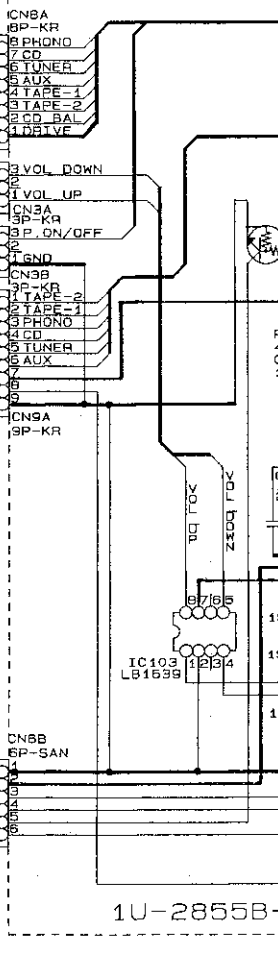 CN8A
8P-KR
8 PHONO
7 CD
6 TUNER
5 AUX
4 TAPE-1
3 TAPE-2
2 CD BAL
1 DRIVE
3 VOL DOWN
2
1 VOL UP
CN3A
3P-KR
3 P.ON/OFF
2
1 GND
CN3B
3P-KR
1 TAPE-2
2 TAPE-1
3 PHONO
4 CD
5 TUNER
6 AUX
7
8
9
CN9A
9P-KR
VOL UP
VOL DOWN
8 7 6 5
IC103
LB1639
1 2 3 4
CN6B
6P-SAN
1
2
3
4
5
6
1U-2855B-